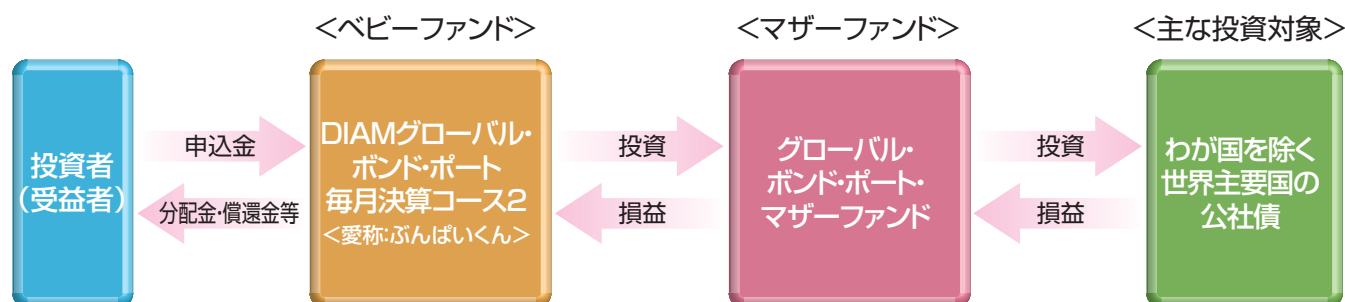 <ベビーファンド>
<マザーファンド>
<主な投資対象>
投資者
(受益者)
申込金
分配金・償還金等
DIAMグローバル・
ボンド・ポート
毎月決算コース2
<愛称:ぶんぱいくん>
投資
損益
グローバル・
ボンド・ポート・
マザーファンド
投資
損益
わが国を除く
世界主要国の
公社債